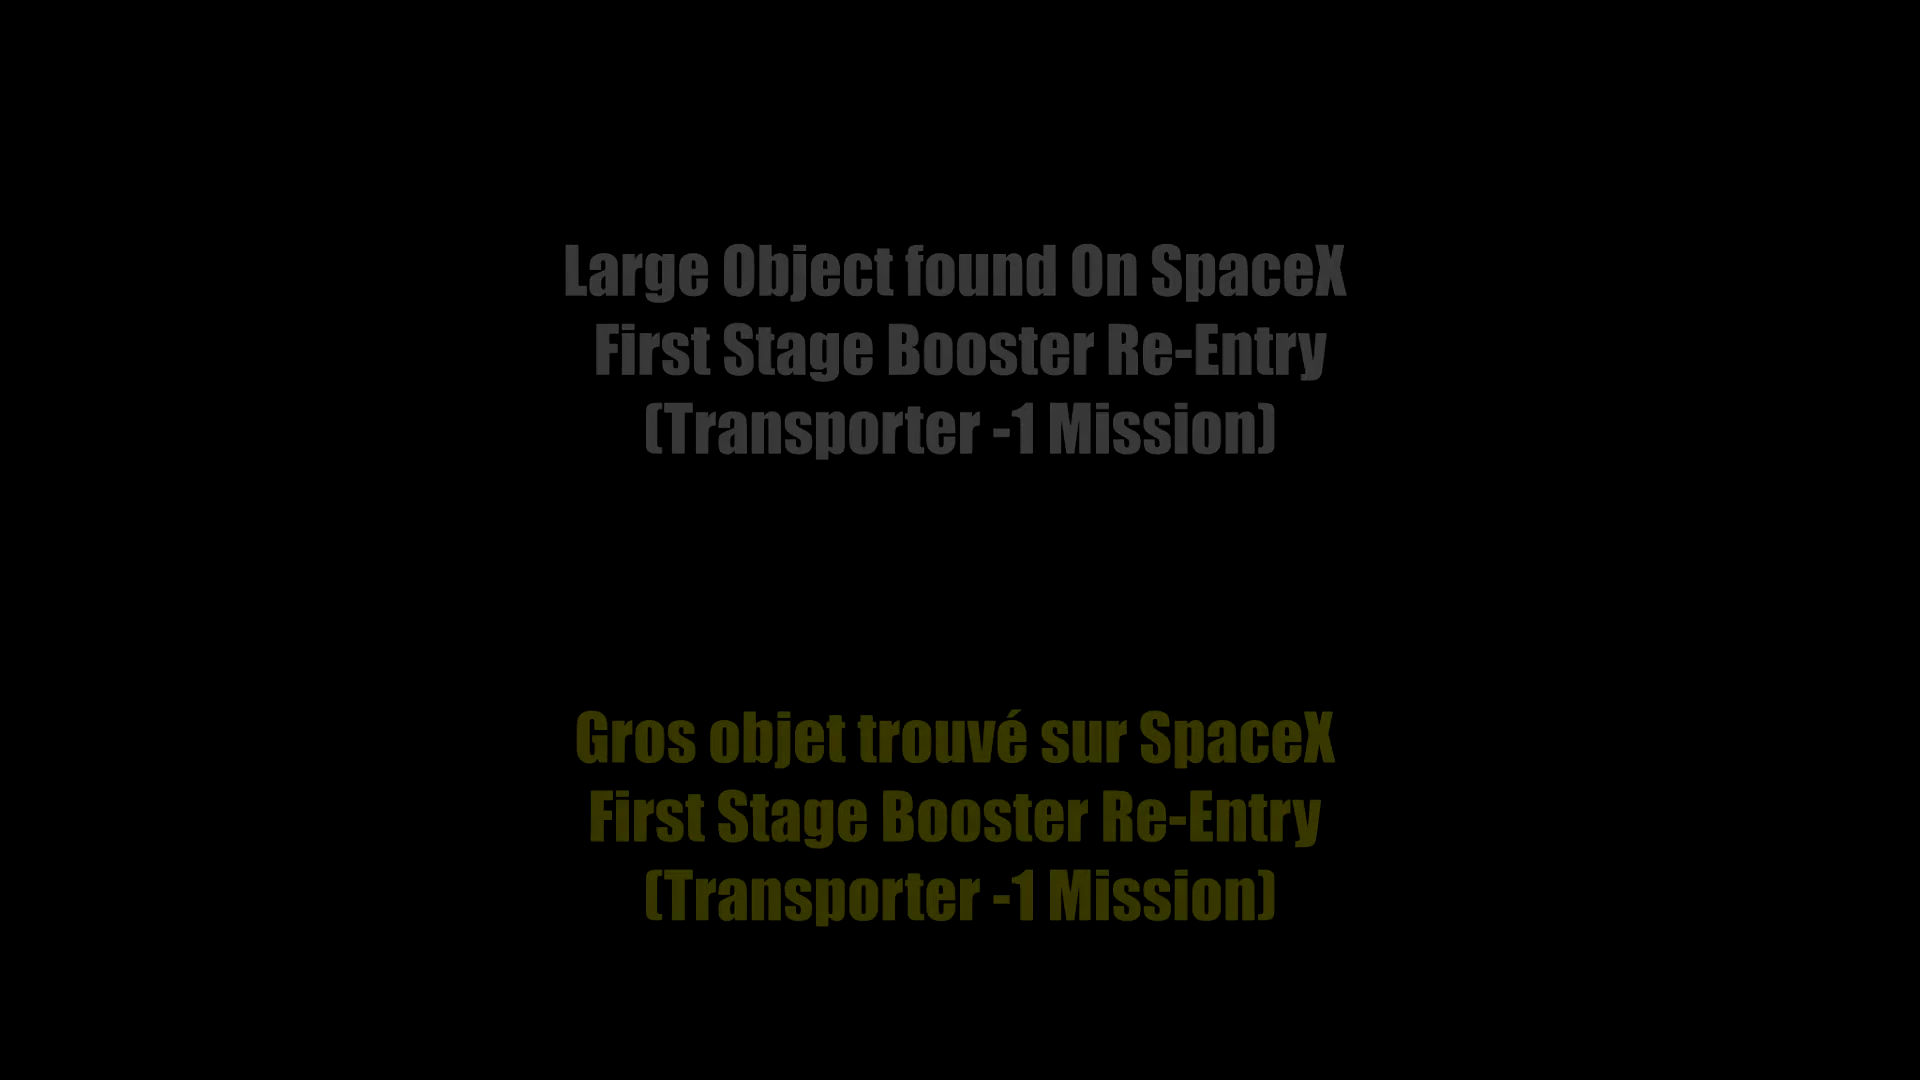 Large Object found On SpaceX
First Stage Booster Re-Entry
(Transporter -1 Mission)
Gros objet trouvé sur SpaceX
First Stage Booster Re-Entry
(Transporter -1 Mission)